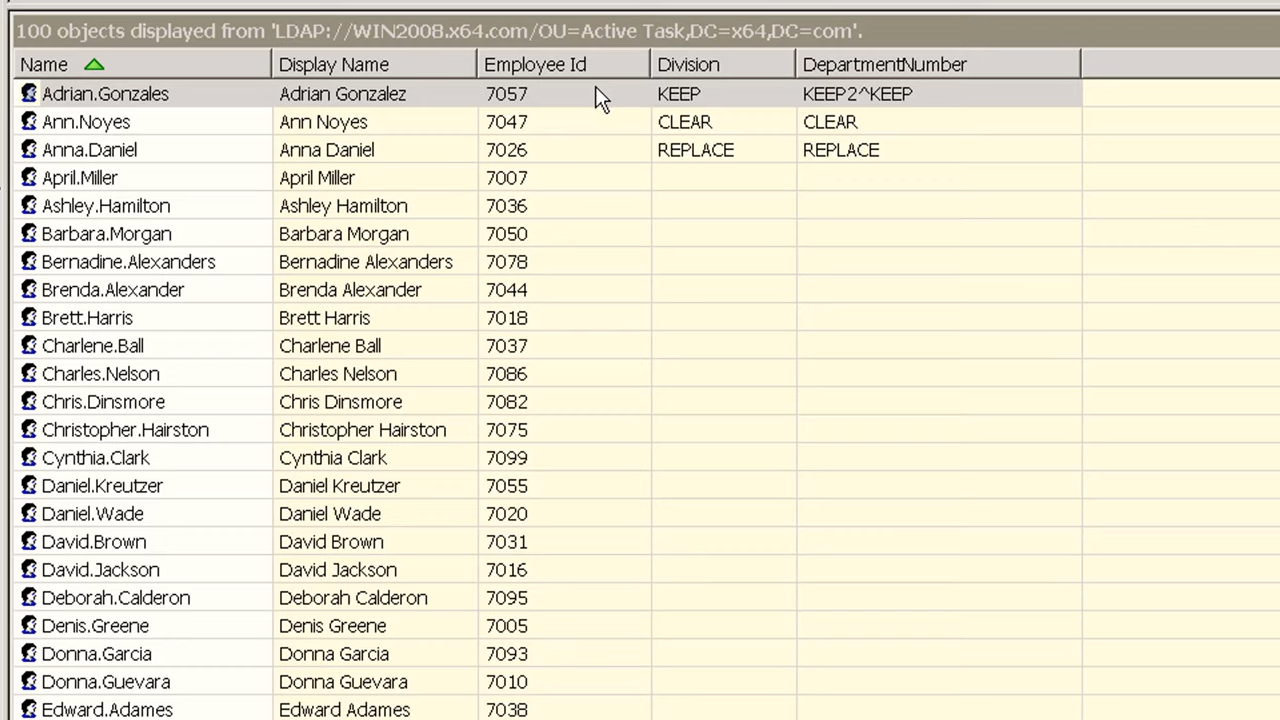 100 objects displayed from 'LDAP://WIN2008.x64.com/OU=Active Task,DC=x64,DC=com'.
Name Display Name Employee Id Division DepartmentNumber
Adrian.Gonzales Adrian Gonzalez 7057 KEEP KEEP2^KEEP
Ann.Noyes Ann Noyes 7047 CLEAR CLEAR
Anna.Daniel Anna Daniel 7026 REPLACE REPLACE
April.Miller April Miller 7007
Ashley.Hamilton Ashley Hamilton 7036
Barbara.Morgan Barbara Morgan 7050
Bernadine.Alexanders Bernadine Alexanders 7078
Brenda.Alexander Brenda Alexander 7044
Brett.Harris Brett Harris 7018
Charlene.Ball Charlene Ball 7037
Charles.Nelson Charles Nelson 7086
Chris.Dinsmore Chris Dinsmore 7082
Christopher.Hairston Christopher Hairston 7075
Cynthia.Clark Cynthia Clark 7099
Daniel.Kreutzer Daniel Kreutzer 7055
Daniel.Wade Daniel Wade 7020
David.Brown David Brown 7031
David.Jackson David Jackson 7016
Deborah.Calderon Deborah Calderon 7095
Denis.Greene Denis Greene 7005
Donna.Garcia Donna Garcia 7093
Donna.Guevara Donna Guevara 7010
Edward.Adames Edward Adames 7038